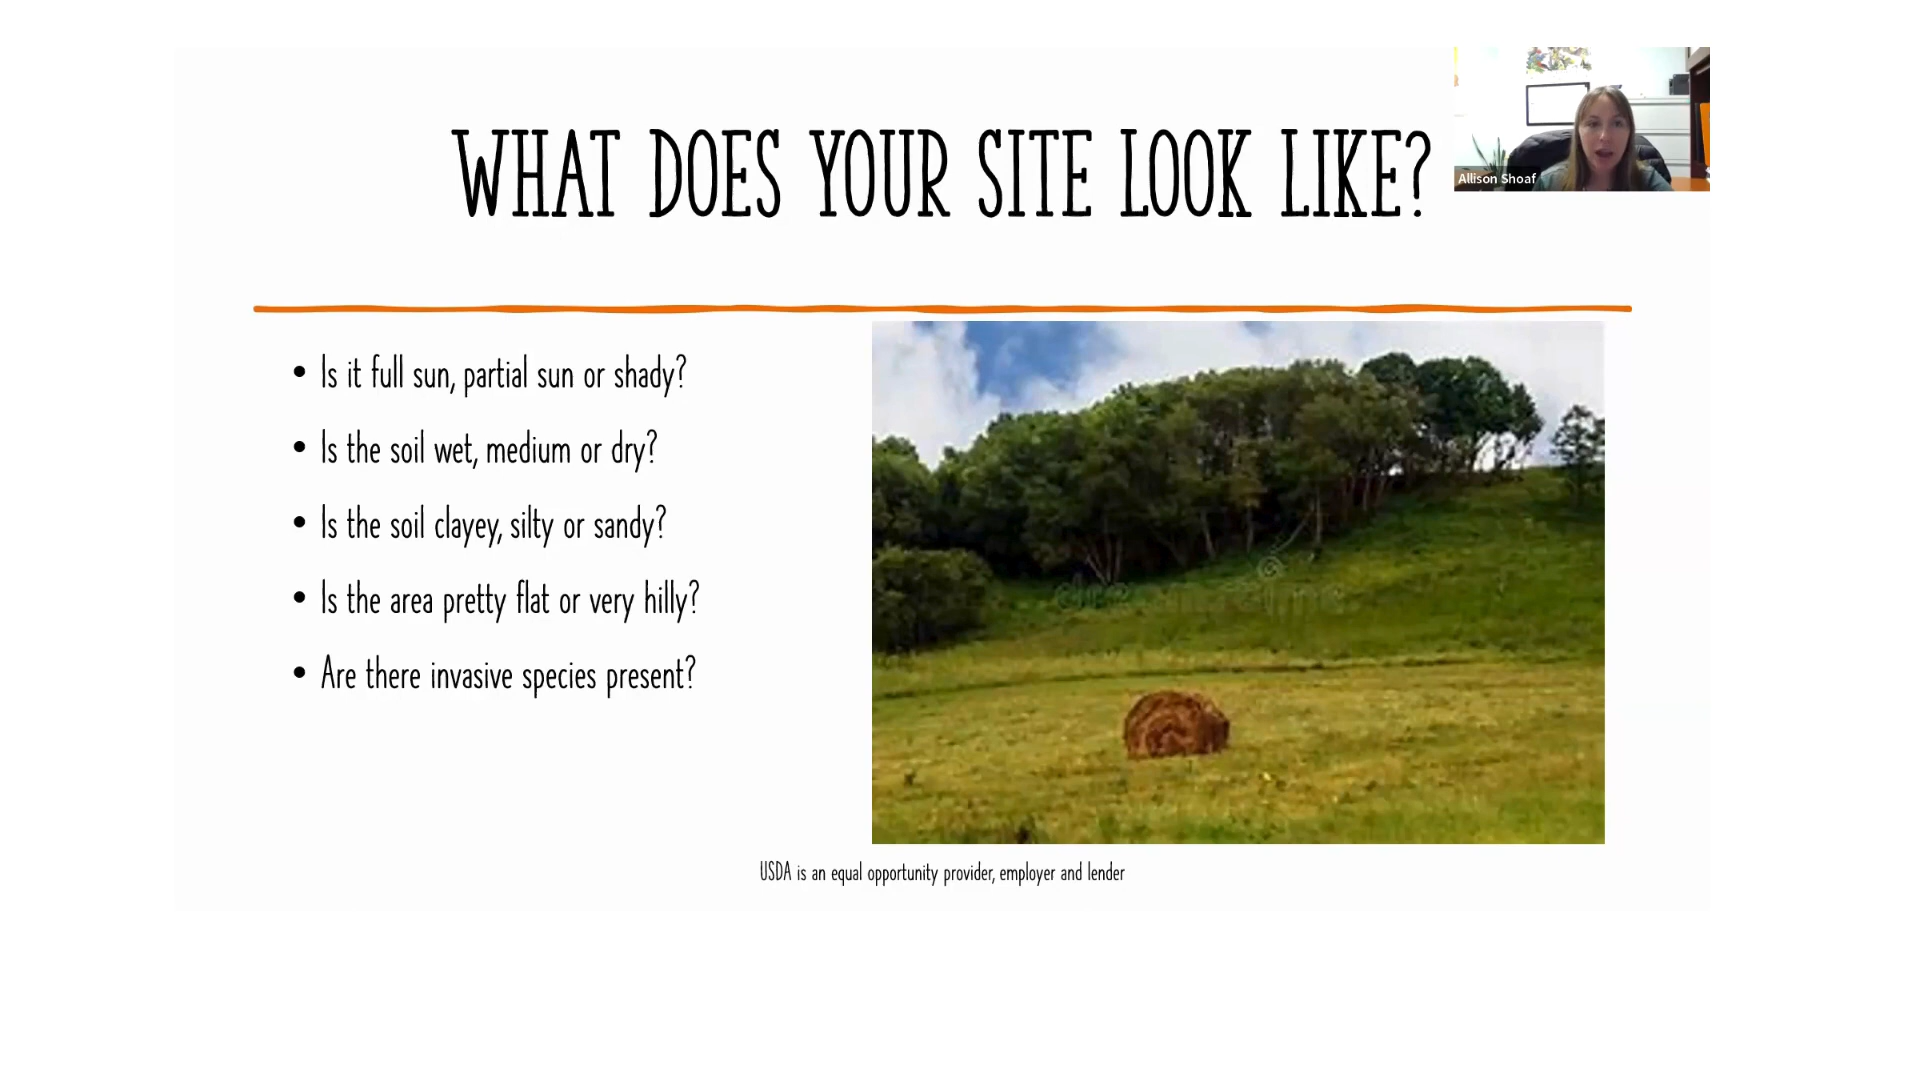 WHAT DOES YOUR SITE LOOK LIKE?
Allison Shoaf
• Is it full sun, partial sun or shady?
• Is the soil wet, medium or dry?
• Is the soil clayey, silty or sandy?
• Is the area pretty flat or very hilly?
• Are there invasive species present?
USDA is an equal opportunity provider, employer and lender